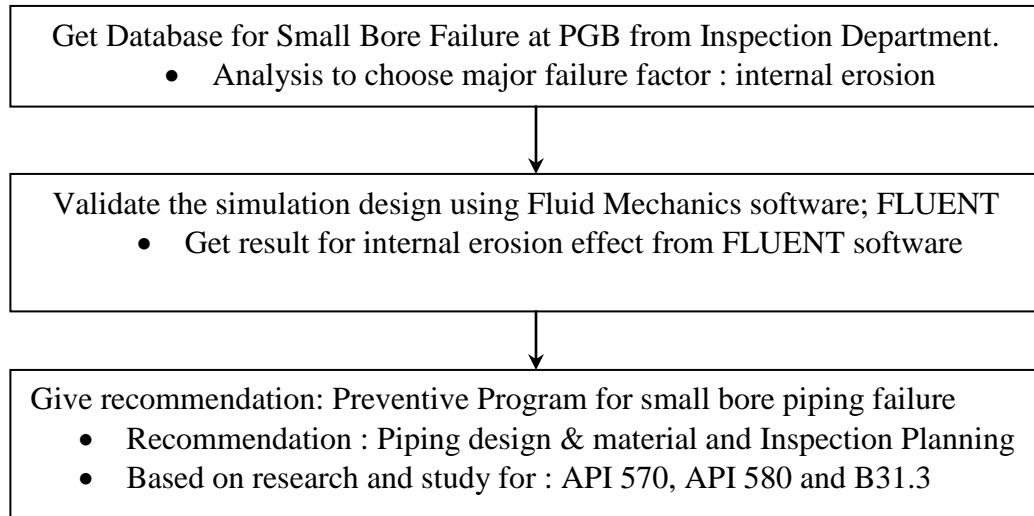 Get Database for Small Bore Failure at PGB from Inspection Department.
• Analysis to choose major failure factor : internal erosion
Validate the simulation design using Fluid Mechanics software; FLUENT
• Get result for internal erosion effect from FLUENT software
Give recommendation: Preventive Program for small bore piping failure
• Recommendation : Piping design & material and Inspection Planning
• Based on research and study for : API 570, API 580 and B31.3